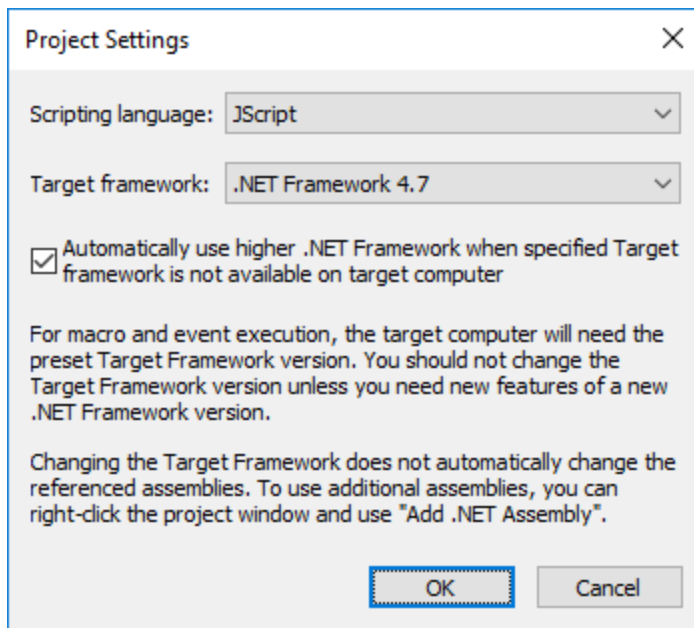 Project Settings
Scripting language: JScript
Target framework: .NET Framework 4.7
Automatically use higher .NET Framework when specified Target
framework is not available on target computer
For macro and event execution, the target computer will need the
preset Target Framework version. You should not change the
Target Framework version unless you need new features of a new
.NET Framework version.
Changing the Target Framework does not automatically change the
referenced assemblies. To use additional assemblies, you can
right-click the project window and use "Add .NET Assembly".
OK Cancel